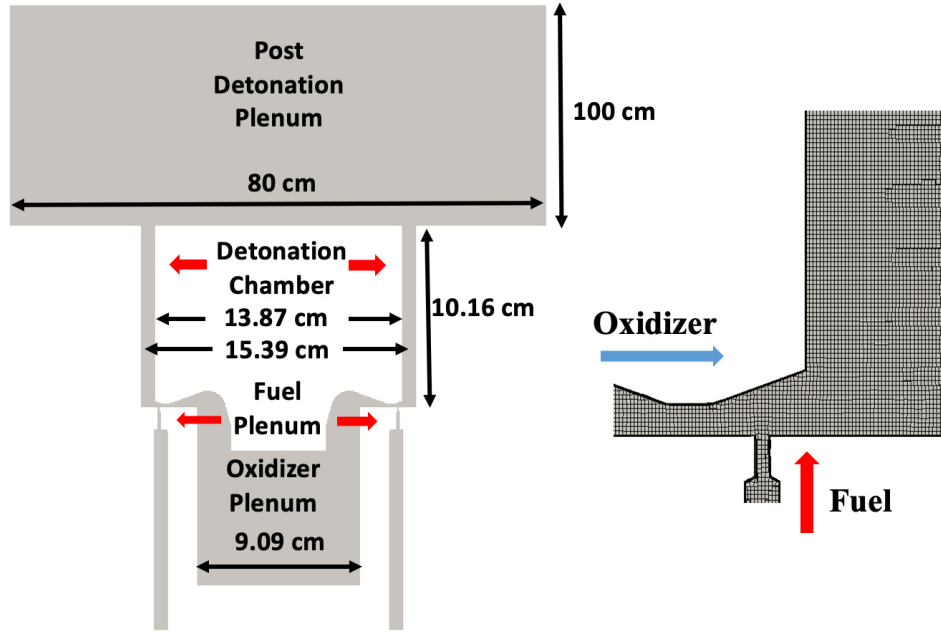 Post
Detonation
Plenum
100 cm
80 cm
Detonation
Chamber
13.87 cm
15.39 cm
10.16 cm
Fuel
Plenum
Oxidizer
Plenum
9.09 cm
Oxidizer
Fuel